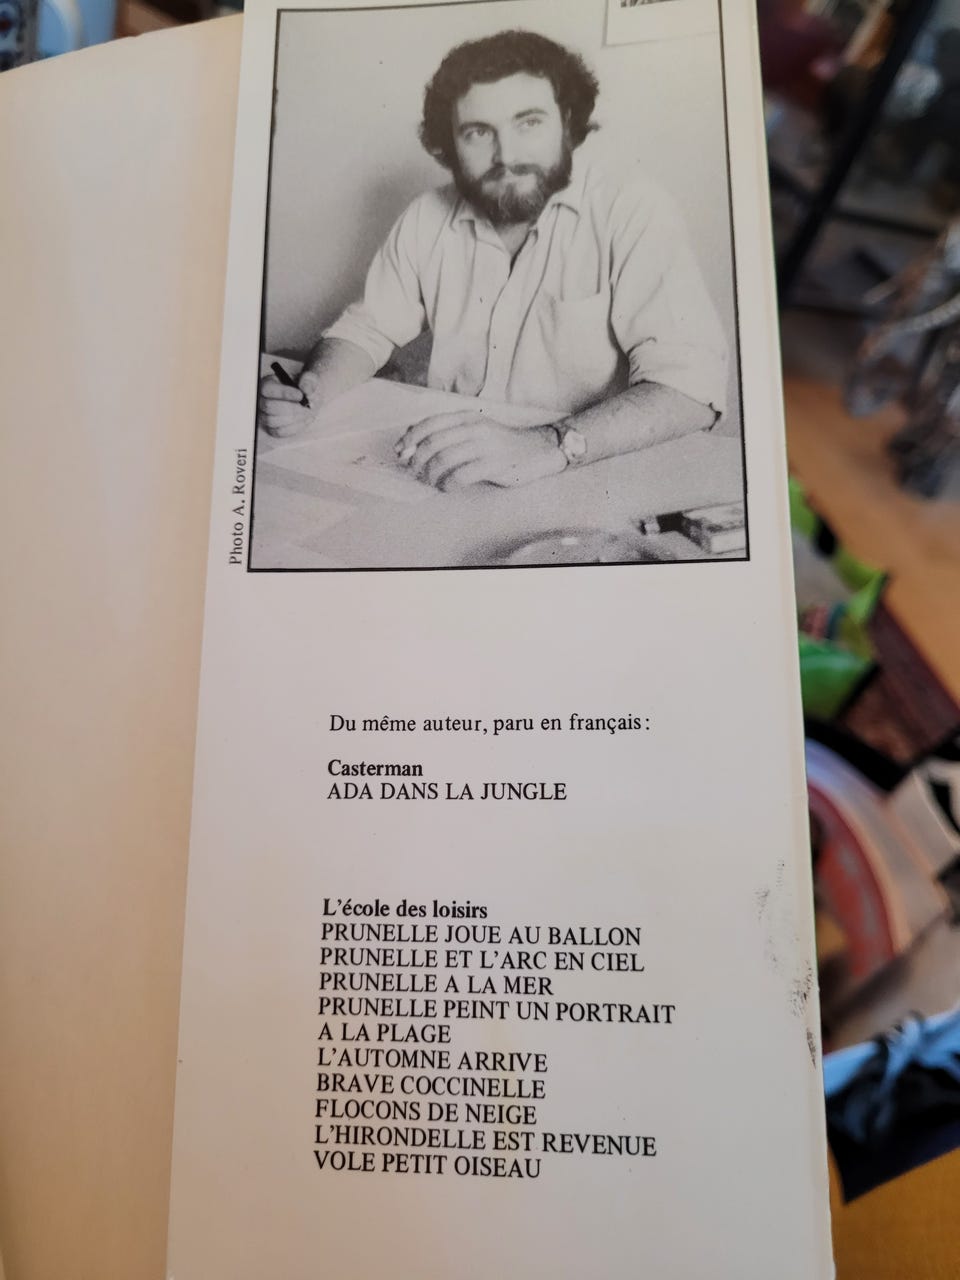 Photo A. Roveri
Du même auteur, paru en français :
Casterman
ADA DANS LA JUNGLE
L'école des loisirs
PRUNELLE JOUE AU BALLON
PRUNELLE ET L'ARC EN CIEL
PRUNELLE A LA MER
PRUNELLE PEINT UN PORTRAIT
A LA PLAGE
L'AUTOMNE ARRIVE
BRAVE COCCINELLE
FLOCONS DE NEIGE
L'HIRONDELLE EST REVENUE
VOLE PETIT OISEAU